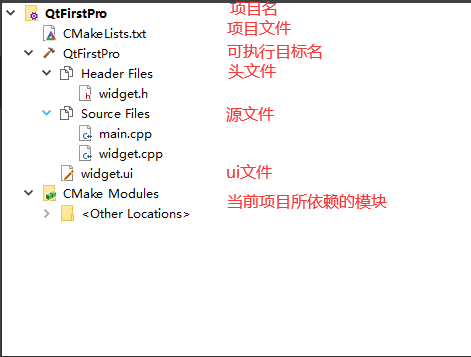 QtFirstPro 项目名
CMakeLists.txt 项目文件
QtFirstPro 可执行目标名
Header Files 头文件
widget.h
Source Files 源文件
main.cpp
widget.cpp
widget.ui ui文件
CMake Modules 当前项目所依赖的模块
<Other Locations>